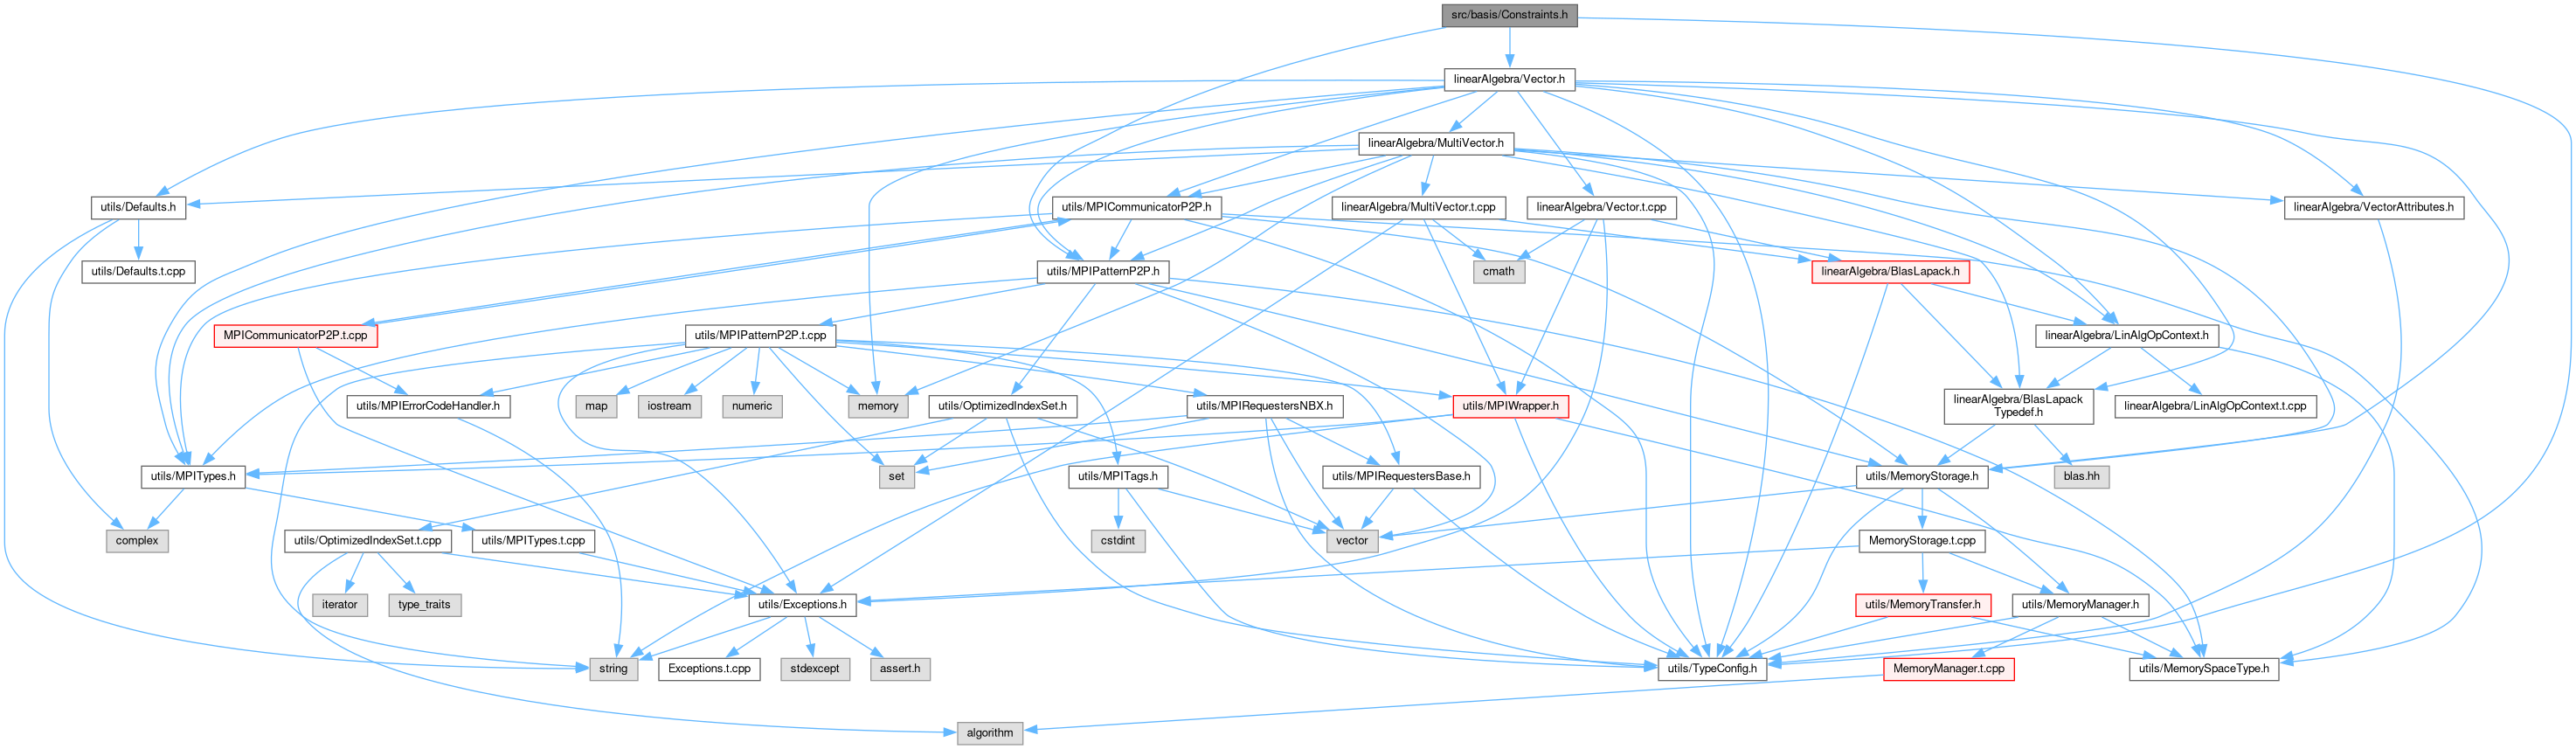 src/basis/Constraints.h
linearAlgebra/Vector.h
linearAlgebra/MultiVector.h
utils/Defaults.h
utils/MPICommunicatorP2P.h
linearAlgebra/MultiVector.t.cpp
linearAlgebra/Vector.t.cpp
linearAlgebra/VectorAttributes.h
utils/Defaults.t.cpp
utils/MPIPatternP2P.h
cmath
linearAlgebra/BlasLapack.h
MPICommunicatorP2P.t.cpp
utils/MPIPatternP2P.t.cpp
linearAlgebra/LinAlgOpContext.h
utils/MPIErrorCodeHandler.h
map
iostream
numeric
memory
utils/OptimizedIndexSet.h
utils/MPIRequestersNBX.h
utils/MPIWrapper.h
linearAlgebra/BlasLapack
Typedef.h
linearAlgebra/LinAlgOpContext.t.cpp
utils/MPITypes.h
set
utils/MPITags.h
utils/MPIRequestersBase.h
utils/MemoryStorage.h
blas.hh
complex
utils/OptimizedIndexSet.t.cpp
utils/MPITypes.t.cpp
cstdint
vector
MemoryStorage.t.cpp
iterator
type_traits
utils/Exceptions.h
utils/MemoryTransfer.h
utils/MemoryManager.h
string
Exceptions.t.cpp
stdexcept
assert.h
utils/TypeConfig.h
MemoryManager.t.cpp
utils/MemorySpaceType.h
algorithm